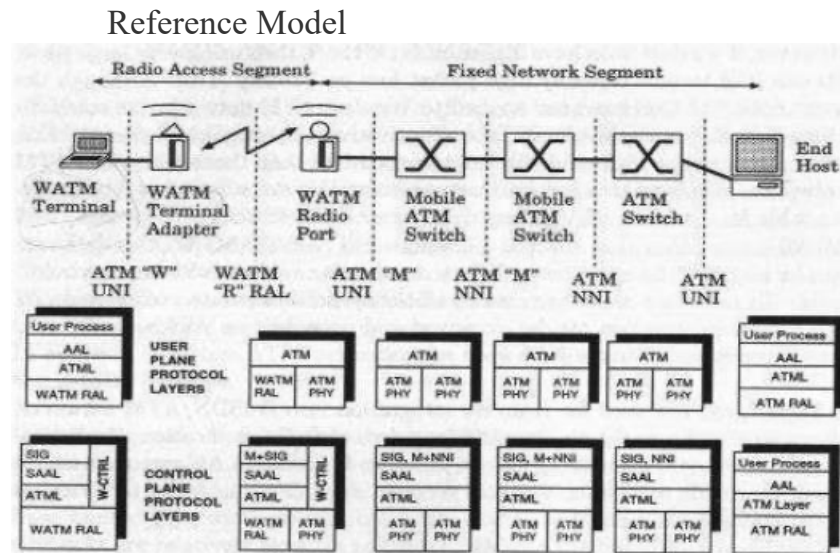 Reference Model
Radio Access Segment
Fixed Network Segment
WATM
Terminal
WATM
Terminal
Adapter
WATM
Radio
Port
Mobile
ATM
Switch
Mobile
ATM
Switch
ATM
Switch
End
Host
ATM "W"
UNI
WATM
"R" RAL
ATM "M"
UNI
ATM "M"
NNI
ATM
NNI
ATM
UNI
User Process
AAL
ATML
WATM RAL
USER
PLANE
PROTOCOL
LAYERS
ATM
WATM
RAL
ATM
PHY
ATM
ATM
PHY
ATM
PHY
ATM
ATM
PHY
ATM
PHY
ATM
ATM
PHY
ATM
PHY
User Process
AAL
ATML
ATM RAL
SIG
SAAL
ATML
WATM RAL
W-CTRL
CONTROL
PLANE
PROTOCOL
LAYERS
M+SIG
SAAL
ATML
WATM
RAL
ATM
PHY
W-CTRL
SIG, M+NNI
SAAL
ATML
ATM
PHY
ATM
PHY
SIG, M+NNI
SAAL
ATML
ATM
PHY
ATM
PHY
SIG, NNI
SAAL
ATML
ATM
PHY
ATM
PHY
User Process
AAL
ATM Layer
ATM RAL